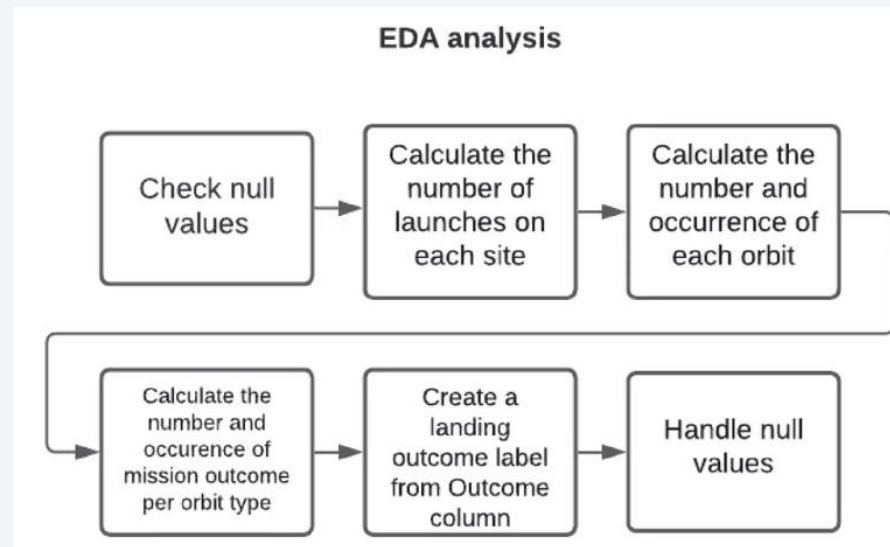 EDA analysis
Check null
values
Calculate the
number of
launches on
each site
Calculate the
number and
occurrence of
each orbit
Calculate the
number and
occurence of
mission outcome
per orbit type
Create a
landing
outcome label
from Outcome
column
Handle null
values